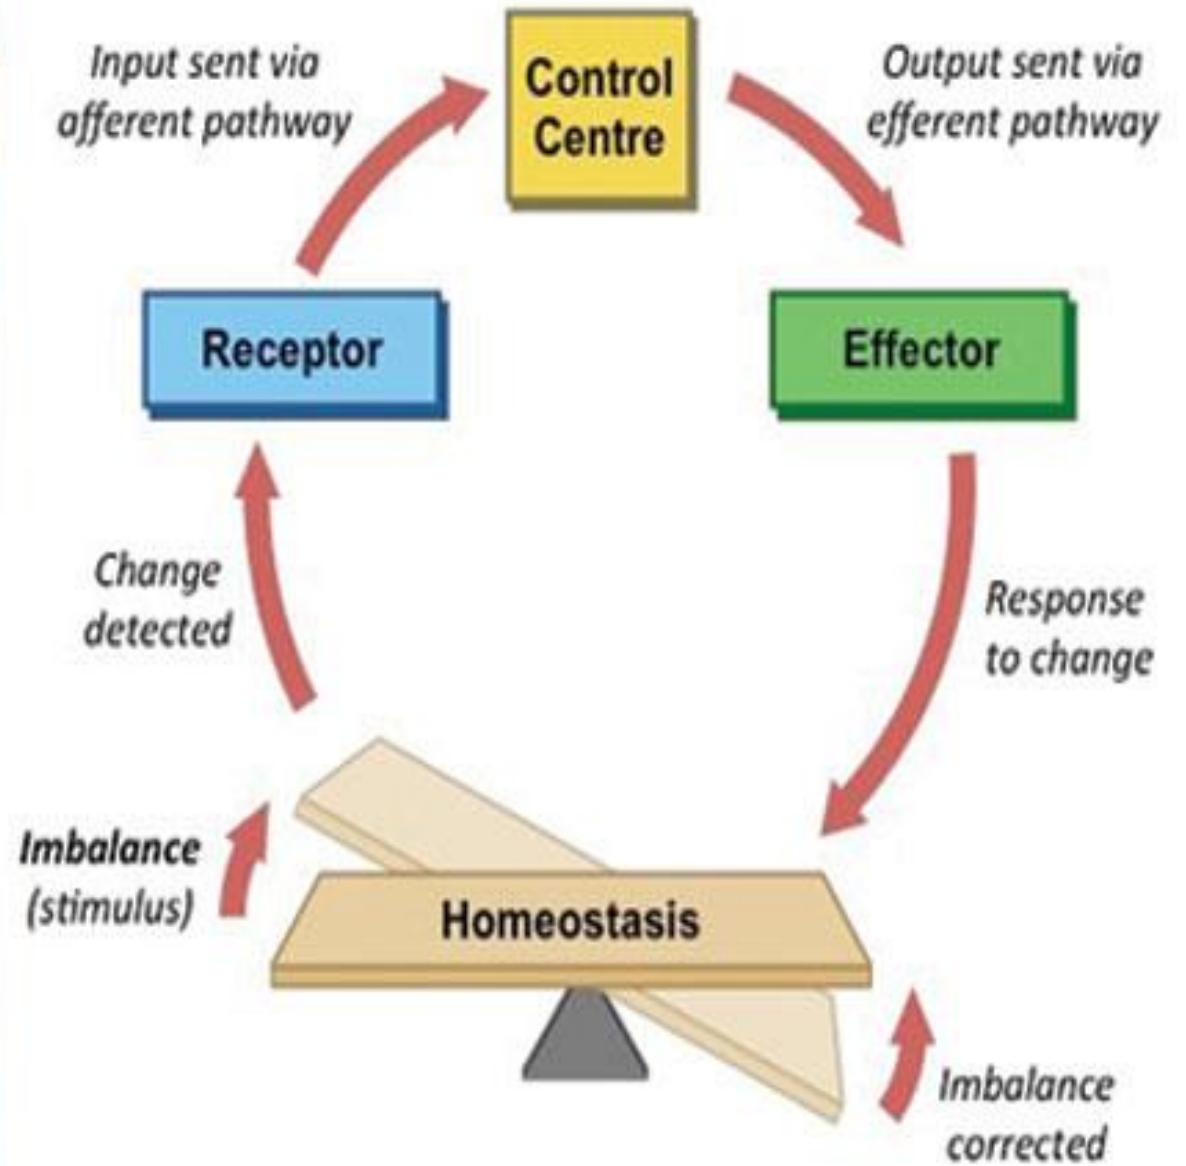 Input sent via
afferent pathway
Control
Centre
Output sent via
efferent pathway
Receptor
Effector
Change
detected
Response
to change
Imbalance
(stimulus)
Homeostasis
Imbalance
corrected